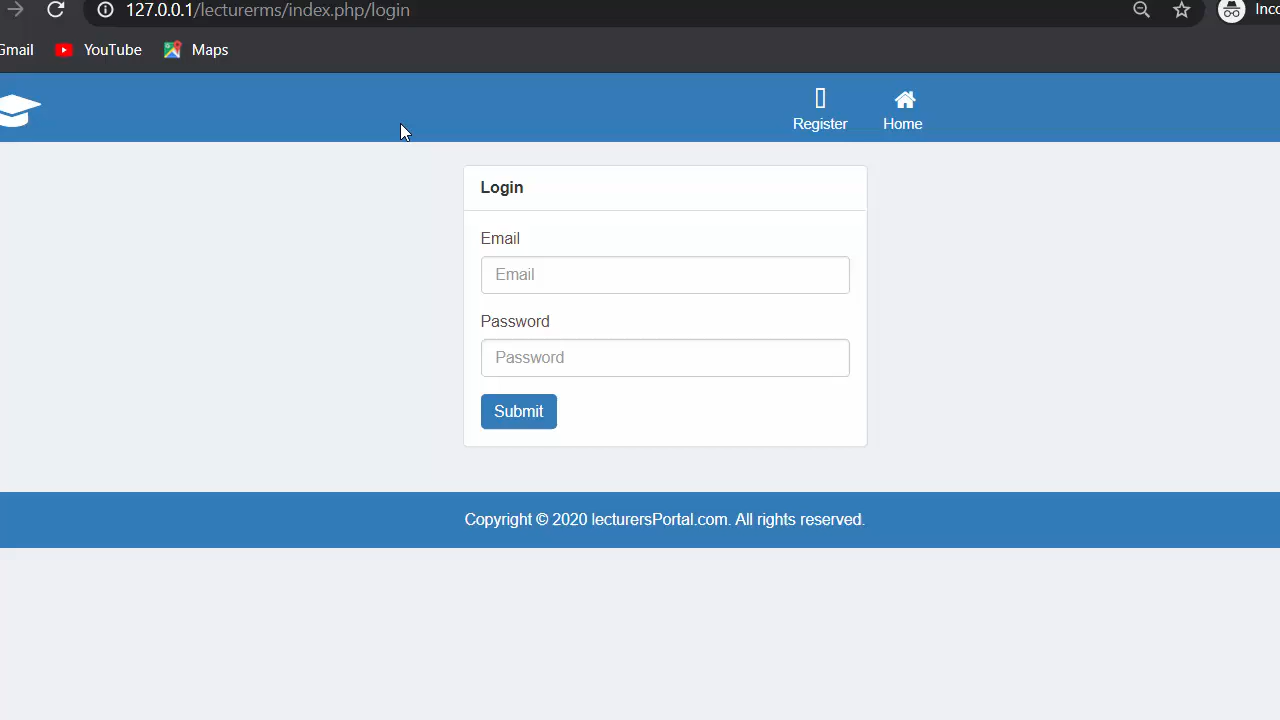 127.0.0.1/lecturerms/index.php/login
Gmail YouTube Maps
Register Home
Login
Email
Email
Password
Password
Submit
Copyright © 2020 lecturersPortal.com. All rights reserved.